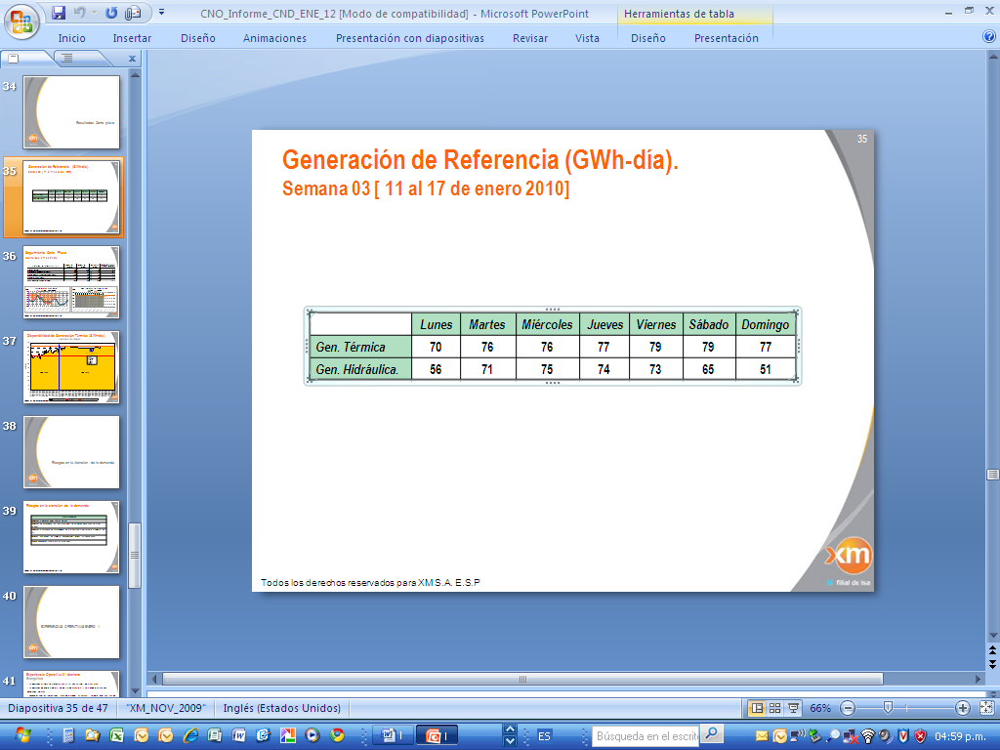 CNO_Informe_CND_ENE_12 [Modo de compatibilidad] - Microsoft PowerPoint
Herramientas de tabla
Inicio Insertar Diseño Animaciones Presentación con diapositivas Revisar Vista Diseño Presentación
34
35
36
37
38
39
40
41
35
Generación de Referencia (GWh-día).
Semana 03 [ 11 al 17 de enero 2010]
Lunes Martes Miércoles Jueves Viernes Sábado Domingo
Gen. Térmica 70 76 76 77 79 79 77
Gen. Hidráulica. 56 71 75 74 73 65 51
xm
filial de isa
Todos los derechos reservados para XM S.A. E.S.P
Diapositiva 35 de 47 "XM_NOV_2009" Inglés (Estados Unidos) 66%
ES Búsqueda en el escrit 04:59 p.m.